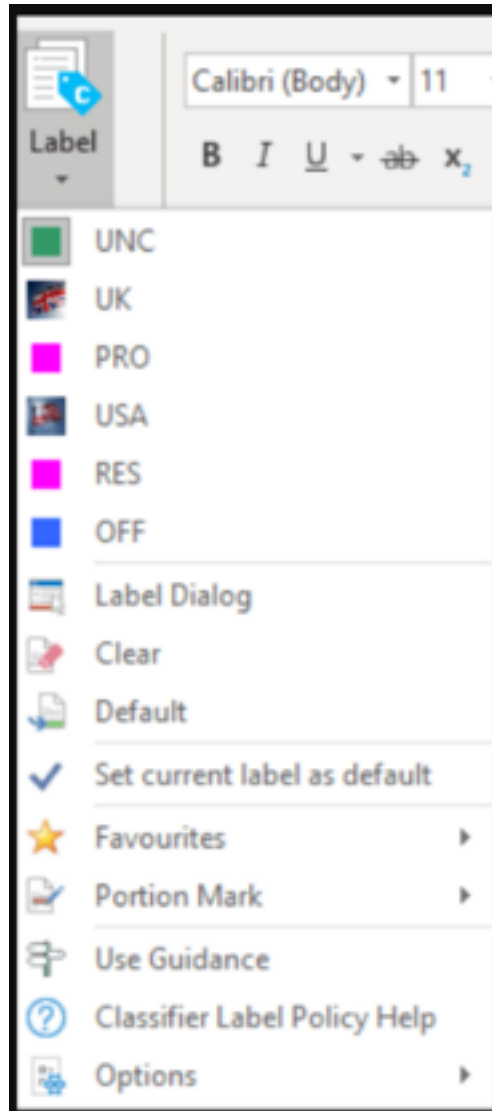 Calibri (Body) 11
Label
B I U ab x₂
UNC
UK
PRO
USA
RES
OFF
Label Dialog
Clear
Default
Set current label as default
Favourites
Portion Mark
Use Guidance
Classifier Label Policy Help
Options